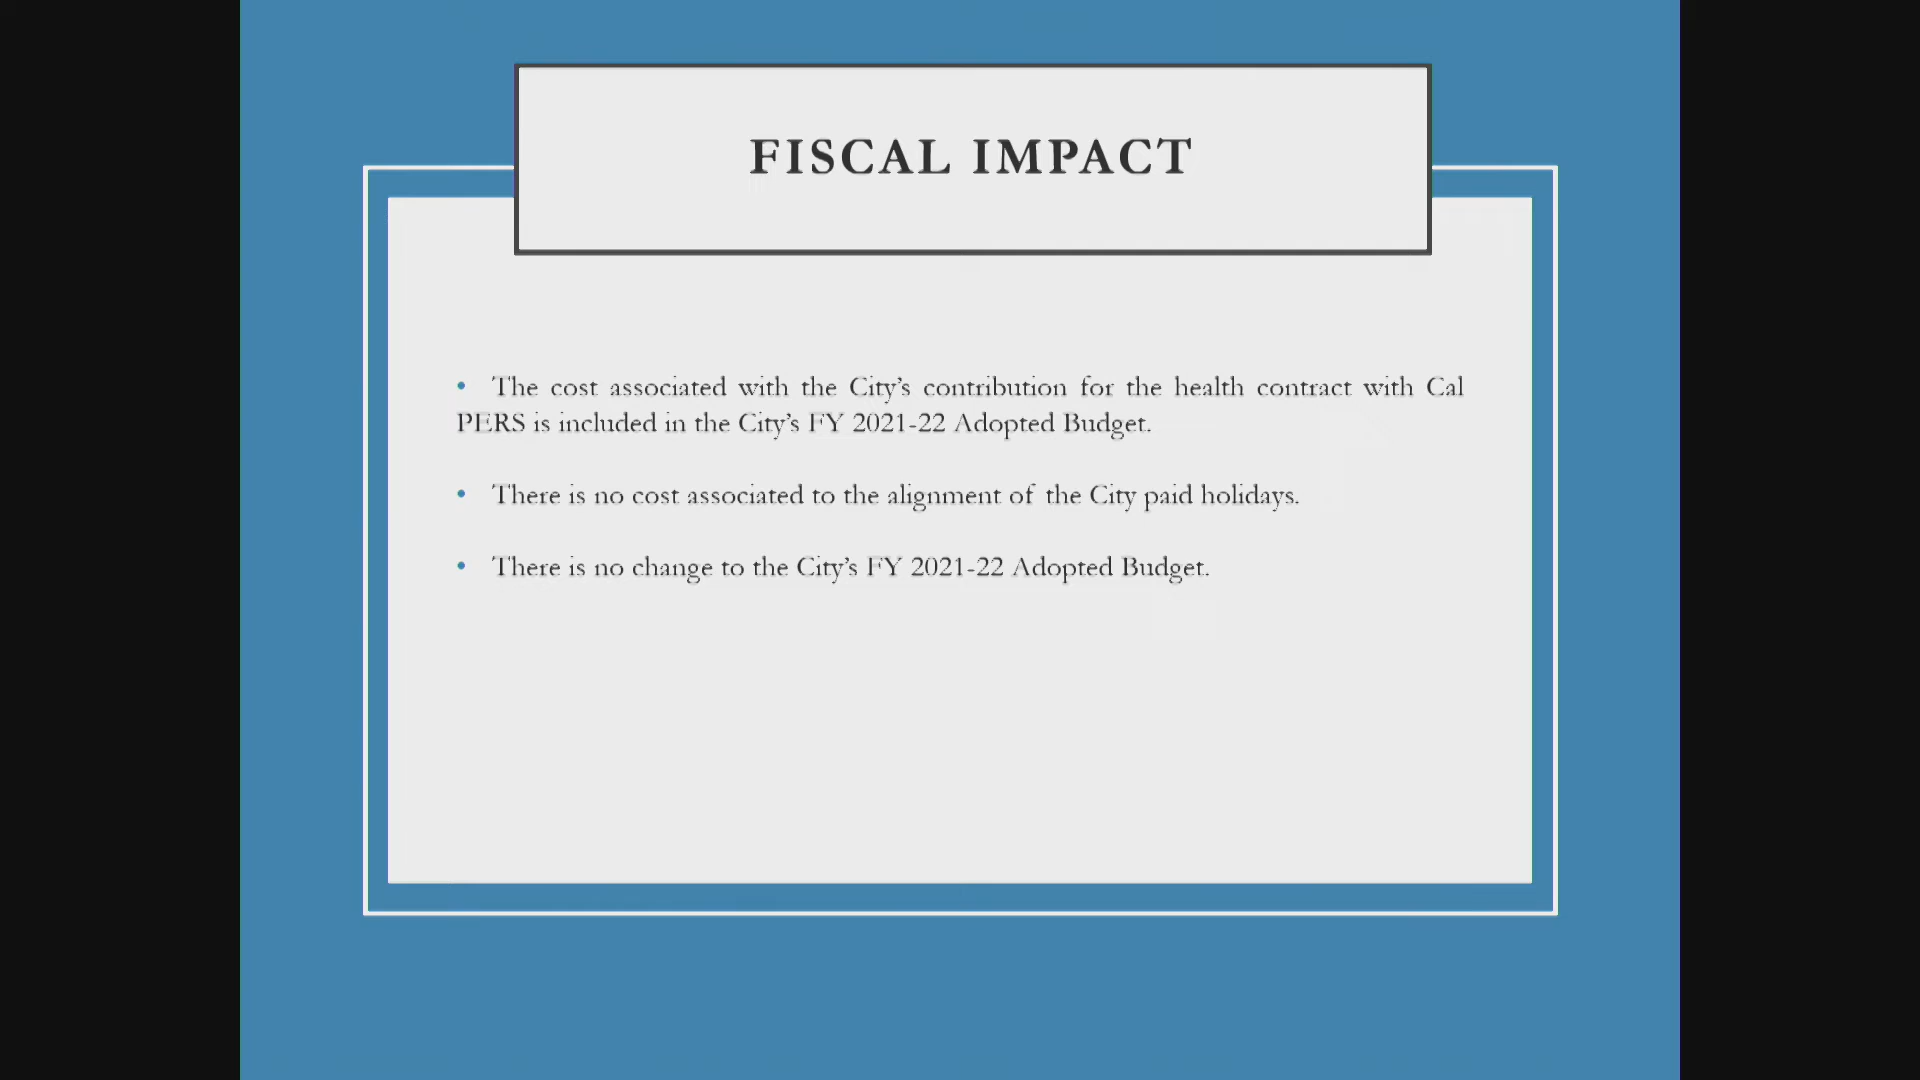 FISCAL IMPACT
• The cost associated with the City’s contribution for the health contract with Cal
PERS is included in the City’s FY 2021-22 Adopted Budget.
• There is no cost associated to the alignment of the City paid holidays.
• There is no change to the City’s FY 2021-22 Adopted Budget.